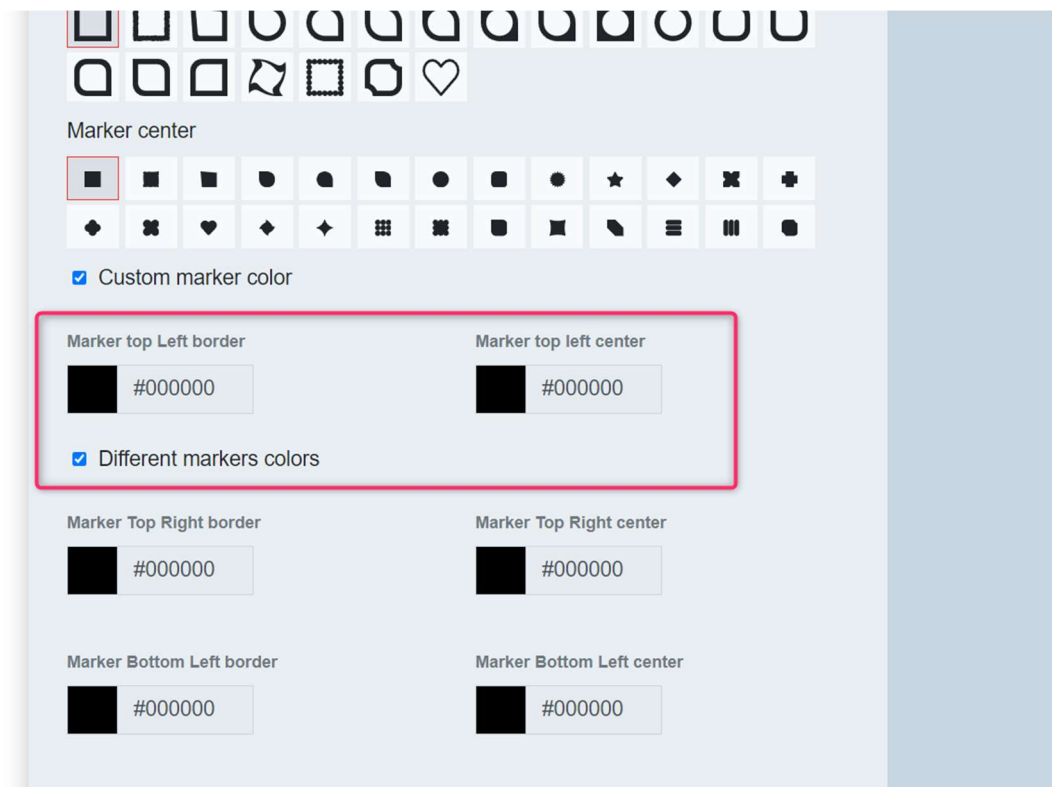 Marker center
Custom marker color
Marker top Left border
Marker top left center
#000000
#000000
Different markers colors
Marker Top Right border
Marker Top Right center
#000000
#000000
Marker Bottom Left border
Marker Bottom Left center
#000000
#000000